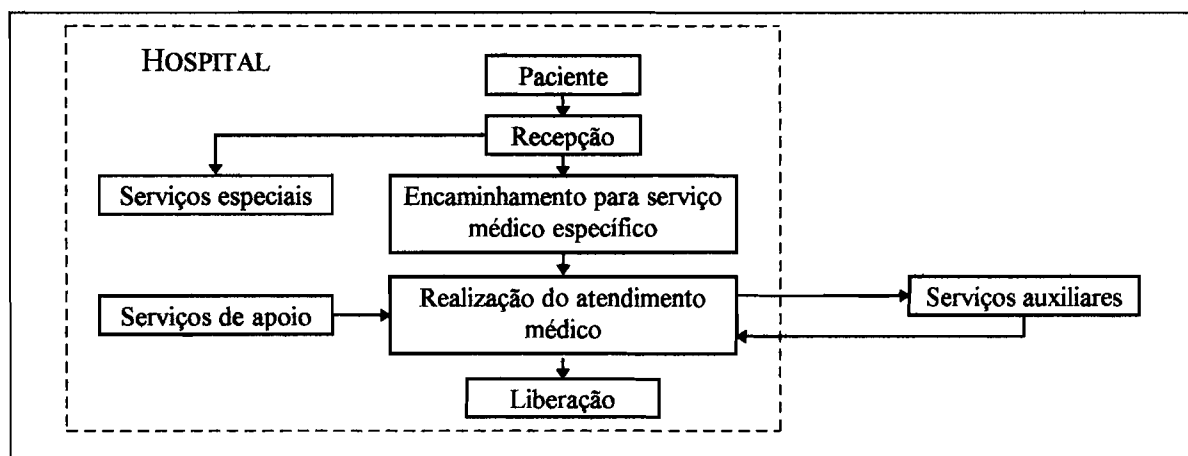 HOSPITAL
Paciente
Recepção
Serviços especiais
Encaminhamento para serviço
médico específico
Serviços de apoio
Realização do atendimento
médico
Serviços auxiliares
Liberação